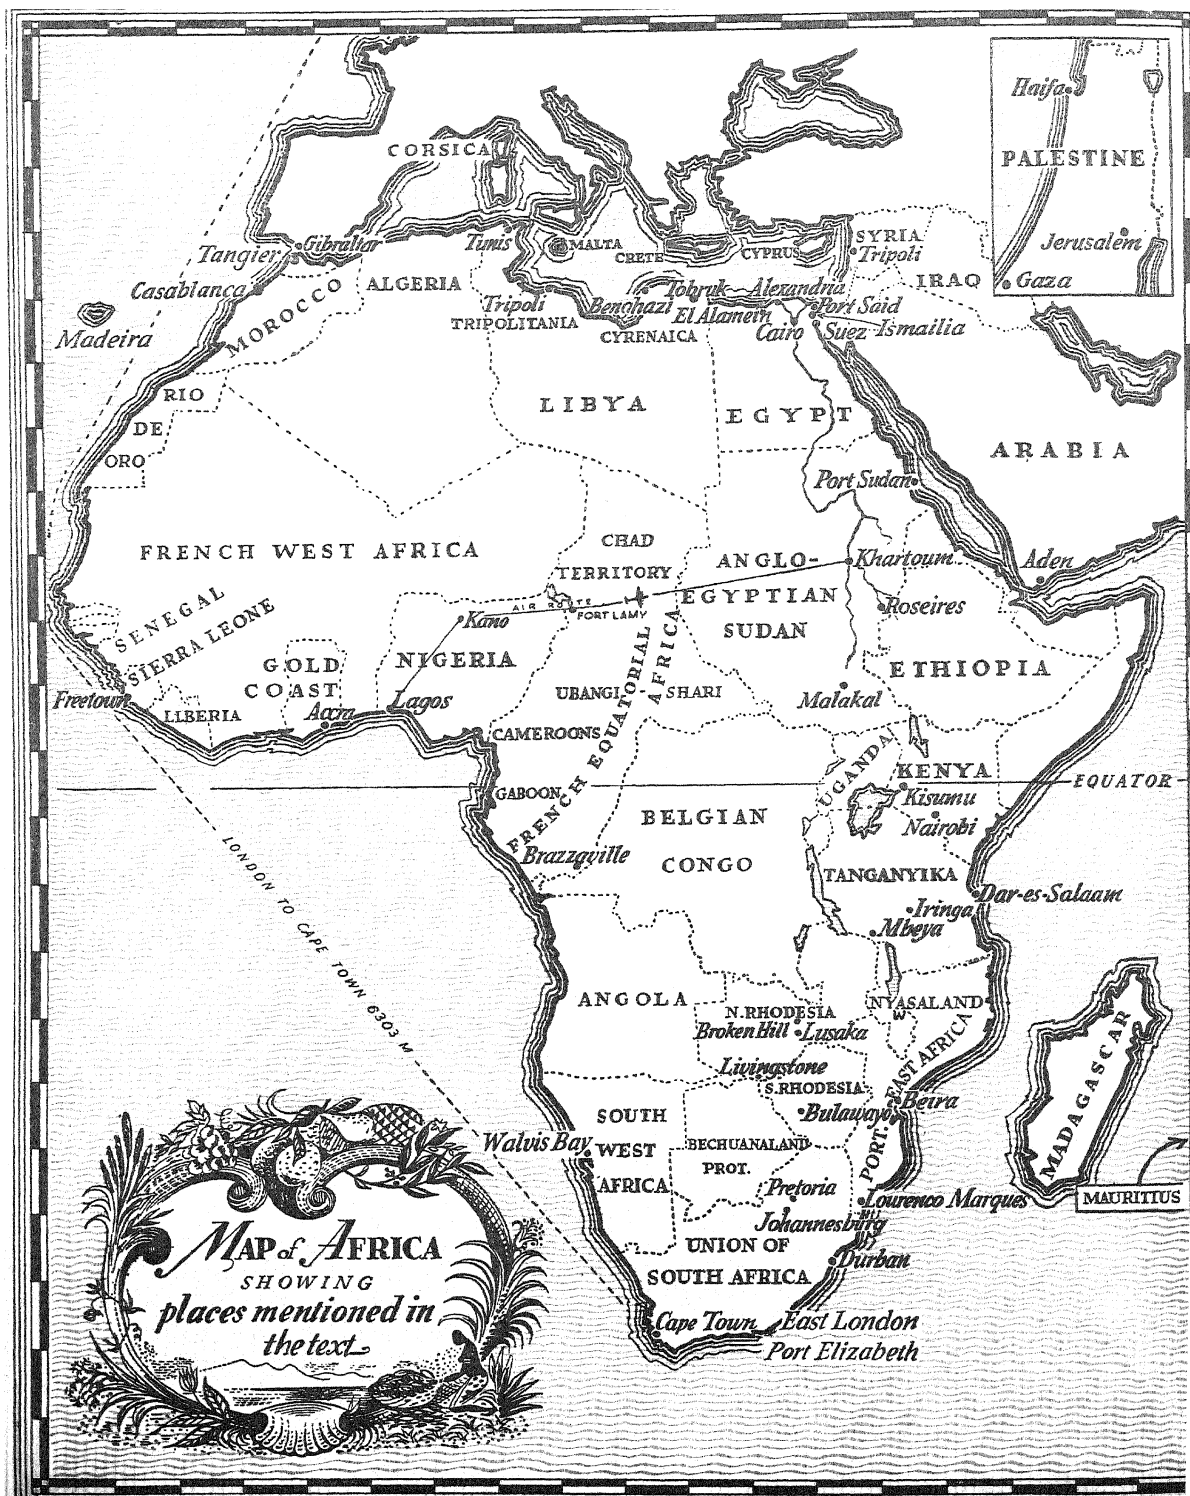 Haifa
PALESTINE
Jerusalem
Gaza
CORSICA
Tangier
Gibraltar
Tunis
MALTA
CRETE
CYPRUS
SYRIA
Tripoli
IRAQ
Casablanca
MOROCCO
ALGERIA
Tripoli
TRIPOLITANIA
Benghazi
CYRENAICA
Tobruk
El Alamein
Alexandria
Port Said
Cairo
Suez
Ismailia
Madeira
RIO
DE
ORO
LIBYA
EGYPT
ARABIA
Port Sudan
FRENCH WEST AFRICA
CHAD
TERRITORY
ANGLO-
EGYPTIAN
SUDAN
Khartoum
Aden
SENEGAL
SIERRA LEONE
Kano
AIR ROUTE
FORT LAMY
Roseires
GOLD
COAST
NIGERIA
ETHIOPIA
Freetown
LIBERIA
Accra
Lagos
UBANGI
SHARI
Malakal
CAMEROONS
FRENCH EQUATORIAL
AFRICA
UGANDA
KENYA
EQUATOR
GABOON
Kisumu
Nairobi
BELGIAN
CONGO
Brazzaville
TANGANYIKA
Dar-es-Salaam
Iringa
Mbeya
LONDON TO CAPE TOWN 6303 M
ANGOLA
N. RHODESIA
Broken Hill
Lusaka
NYASALAND
Livingstone
S. RHODESIA
PORT. EAST AFRICA
Beira
Bulawayo
MADAGASCAR
MAURITIUS
Walvis Bay
SOUTH
WEST
AFRICA
BECHUANALAND
PROT.
Pretoria
Lourenco Marques
Johannesburg
UNION OF
SOUTH AFRICA
Durban
Cape Town
East London
Port Elizabeth
MAP of AFRICA
SHOWING
places mentioned in
the text